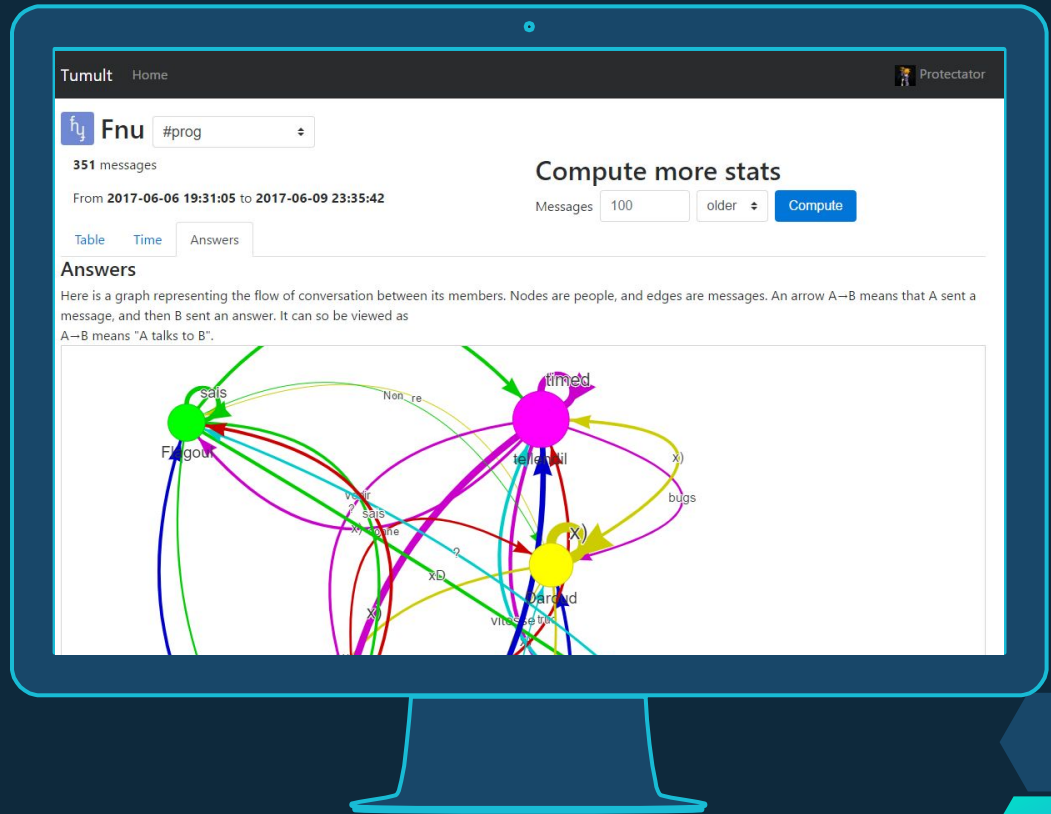 Tumult Home Protectator
Fnu #prog
351 messages
From 2017-06-06 19:31:05 to 2017-06-09 23:35:42
Compute more stats
Messages 100 older Compute
Table Time Answers
Answers
Here is a graph representing the flow of conversation between its members. Nodes are people, and edges are messages. An arrow A→B means that A sent a
message, and then B sent an answer. It can so be viewed as
A→B means "A talks to B".
timed
sais
Non re
x)
bugs
?
sais
x)
?
xD
x)
x)
vitesse